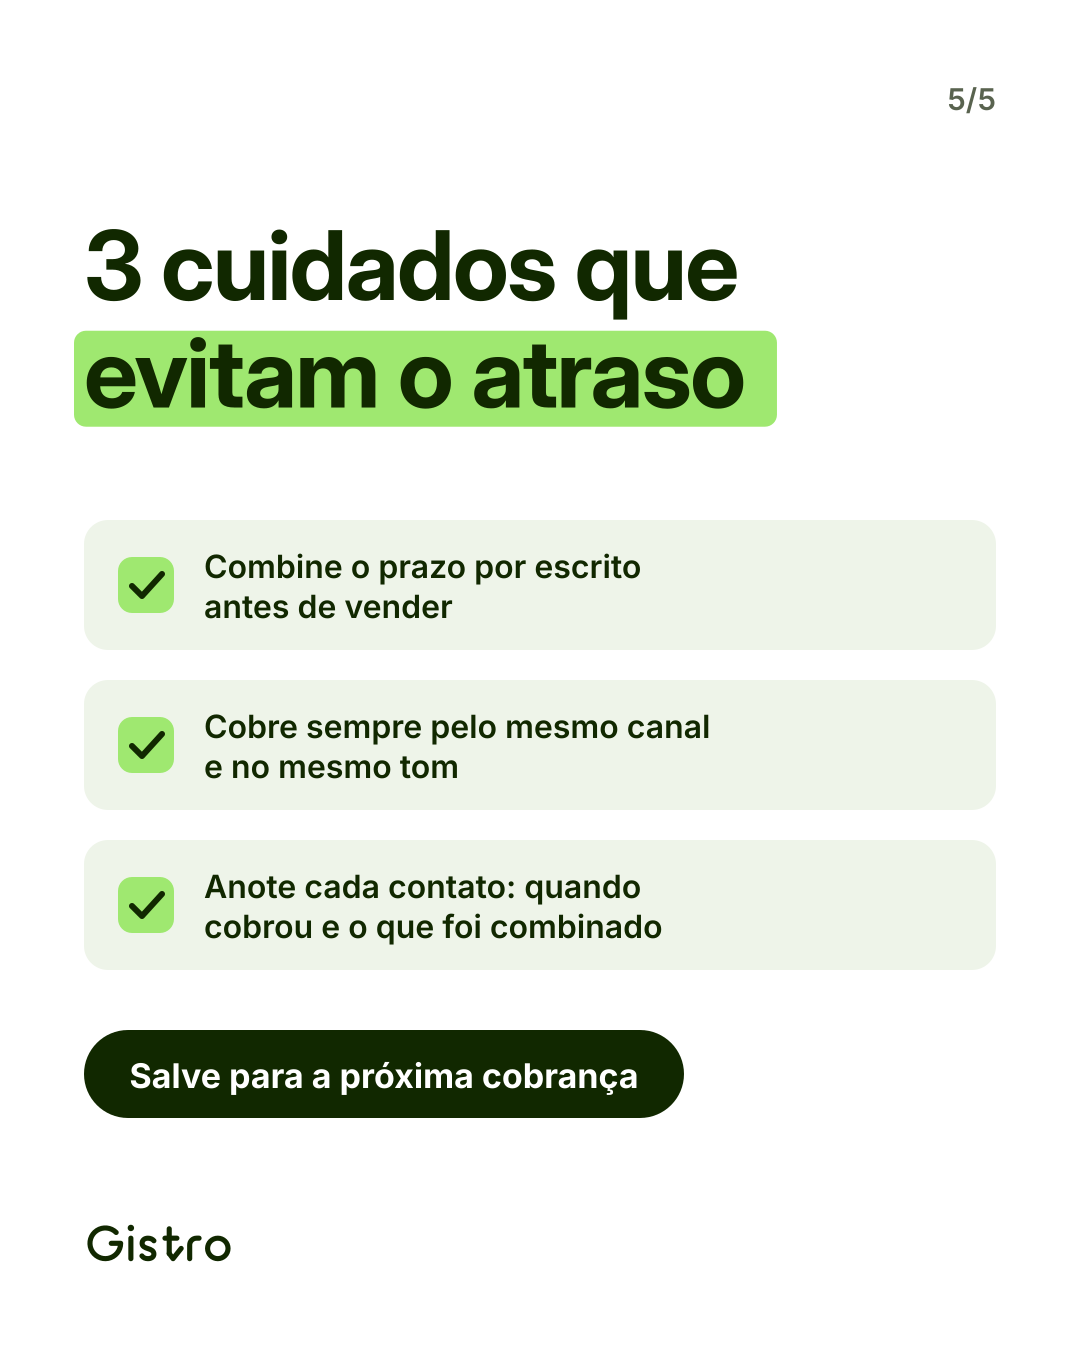 5/5
3 cuidados que
evitam o atraso
Combine o prazo por escrito
antes de vender
Cobre sempre pelo mesmo canal
e no mesmo tom
Anote cada contato: quando
cobrou e o que foi combinado
Salve para a próxima cobrança
Gistro